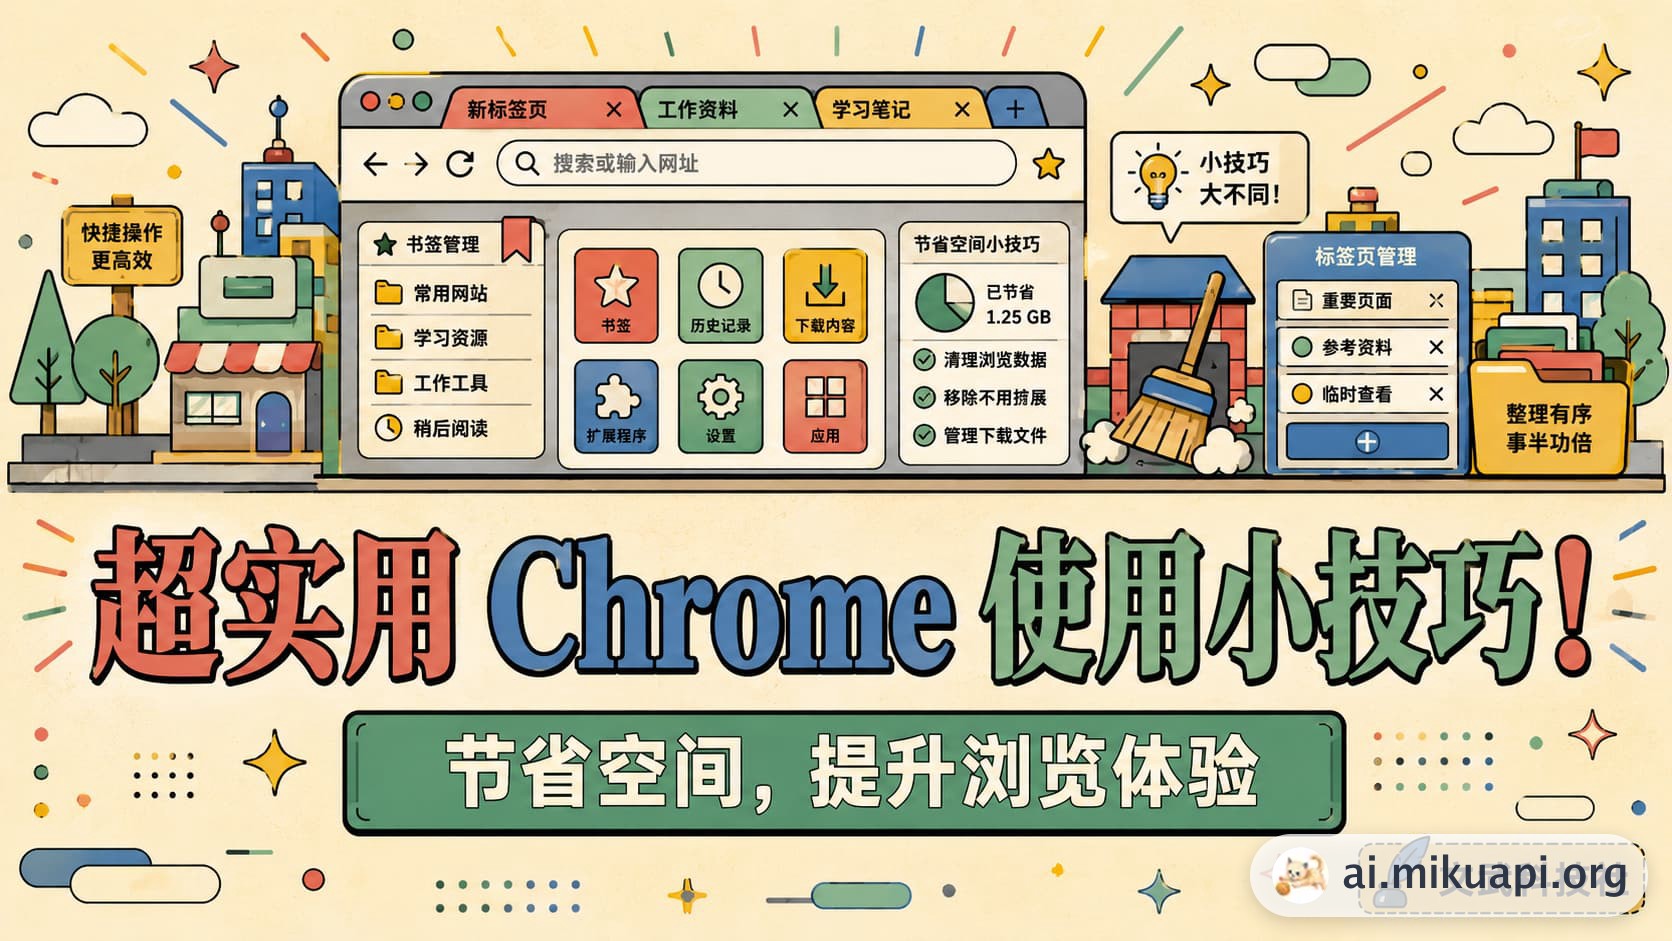 新标签页
工作资料
学习笔记
搜索或输入网址
小技巧
大不同!
快捷操作
更高效
书签管理
常用网站
学习资源
工作工具
稍后阅读
书签
历史记录
下载内容
扩展程序
设置
应用
节省空间小技巧
已节省
1.25 GB
清理浏览数据
移除不用
管理下载文件
标签页管理
重要页面
参考资料
临时查看
整理有序
事半功倍
超实用 Chrome 使用小技巧!
节省空间,提升浏览体验
ai.mikuapi.org